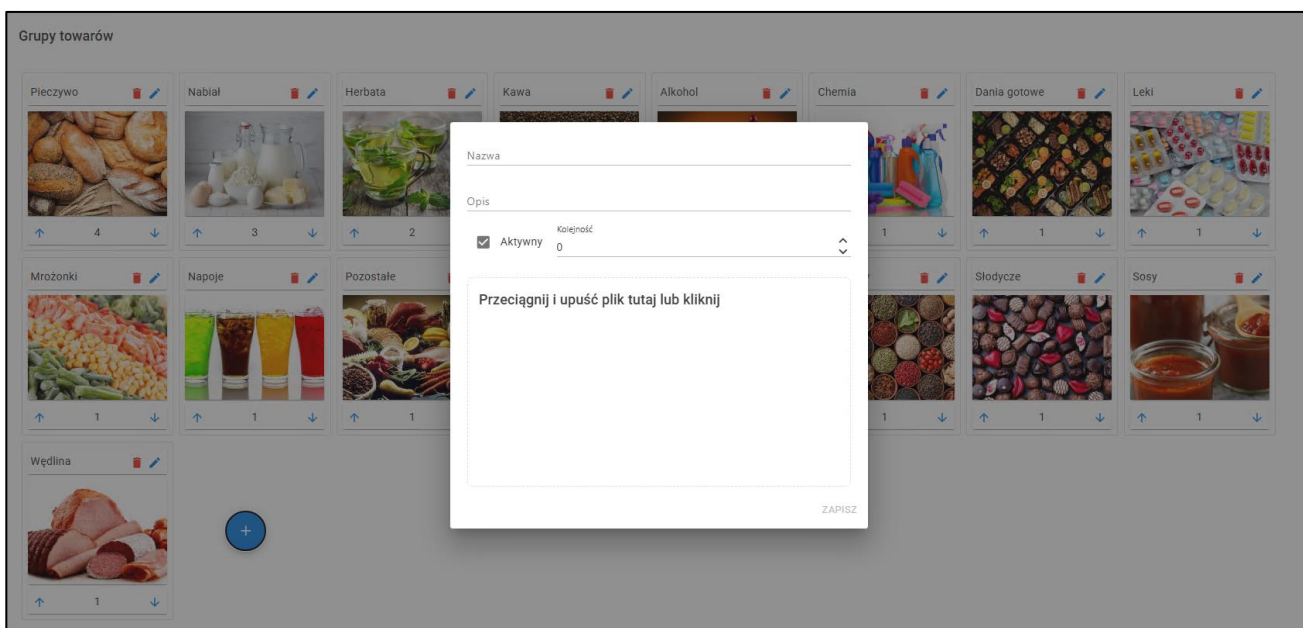 Grupy towarów
Pieczywo
Nabiał
Herbata
Kawa
Alkohol
Chemia
Dania gotowe
Leki
4
3
2
1
1
1
Mrożonki
Napoje
Pozostałe
Słodycze
Sosy
1
1
1
1
1
1
Wędlina
1
+
Nazwa
Opis
Aktywny
Kolejność
0
Przeciągnij i upuść plik tutaj lub kliknij
ZAPISZ